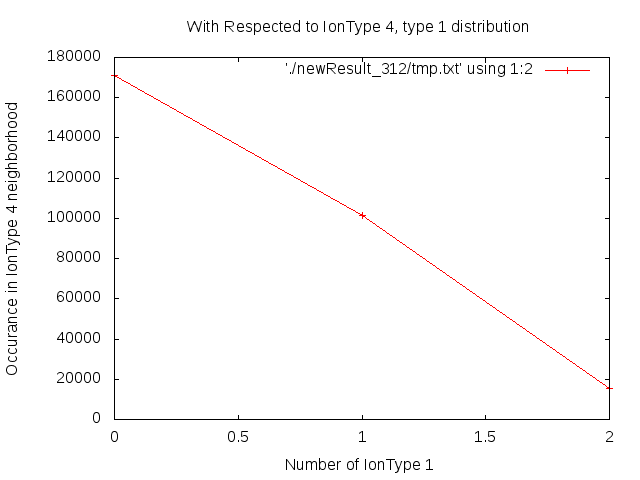 With Respected to IonType 4, type 1 distribution
'./newResult_312/tmp.txt' using 1:2
Occurance in IonType 4 neighborhood
180000
160000
140000
120000
100000
80000
60000
40000
20000
0
0 0.5 1 1.5 2
Number of IonType 1